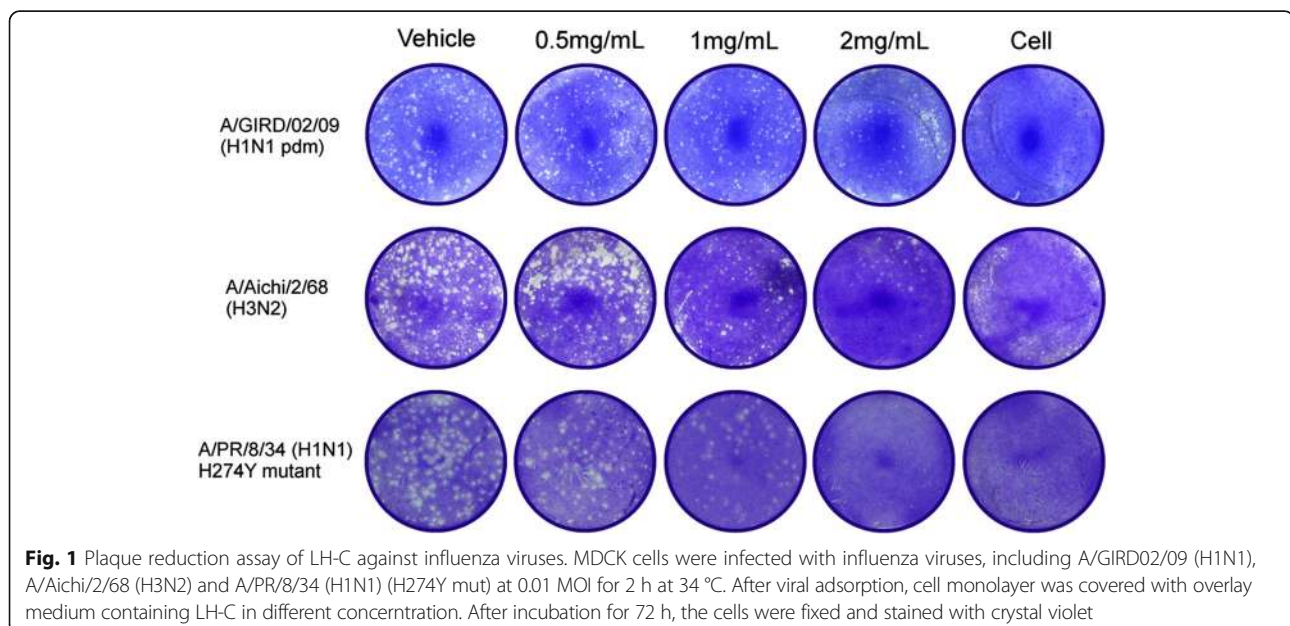 Vehicle 0.5mg/mL 1mg/mL 2mg/mL Cell
A/GIRD/02/09
(H1N1 pdm)
A/Aichi/2/68
(H3N2)
A/PR/8/34 (H1N1)
H274Y mutant
Fig. 1 Plaque reduction assay of LH-C against influenza viruses. MDCK cells were infected with influenza viruses, including A/GIRD02/09 (H1N1),
A/Aichi/2/68 (H3N2) and A/PR/8/34 (H1N1) (H274Y mut) at 0.01 MOI for 2 h at 34 °C. After viral adsorption, cell monolayer was covered with overlay
medium containing LH-C in different concerntration. After incubation for 72 h, the cells were fixed and stained with crystal violet